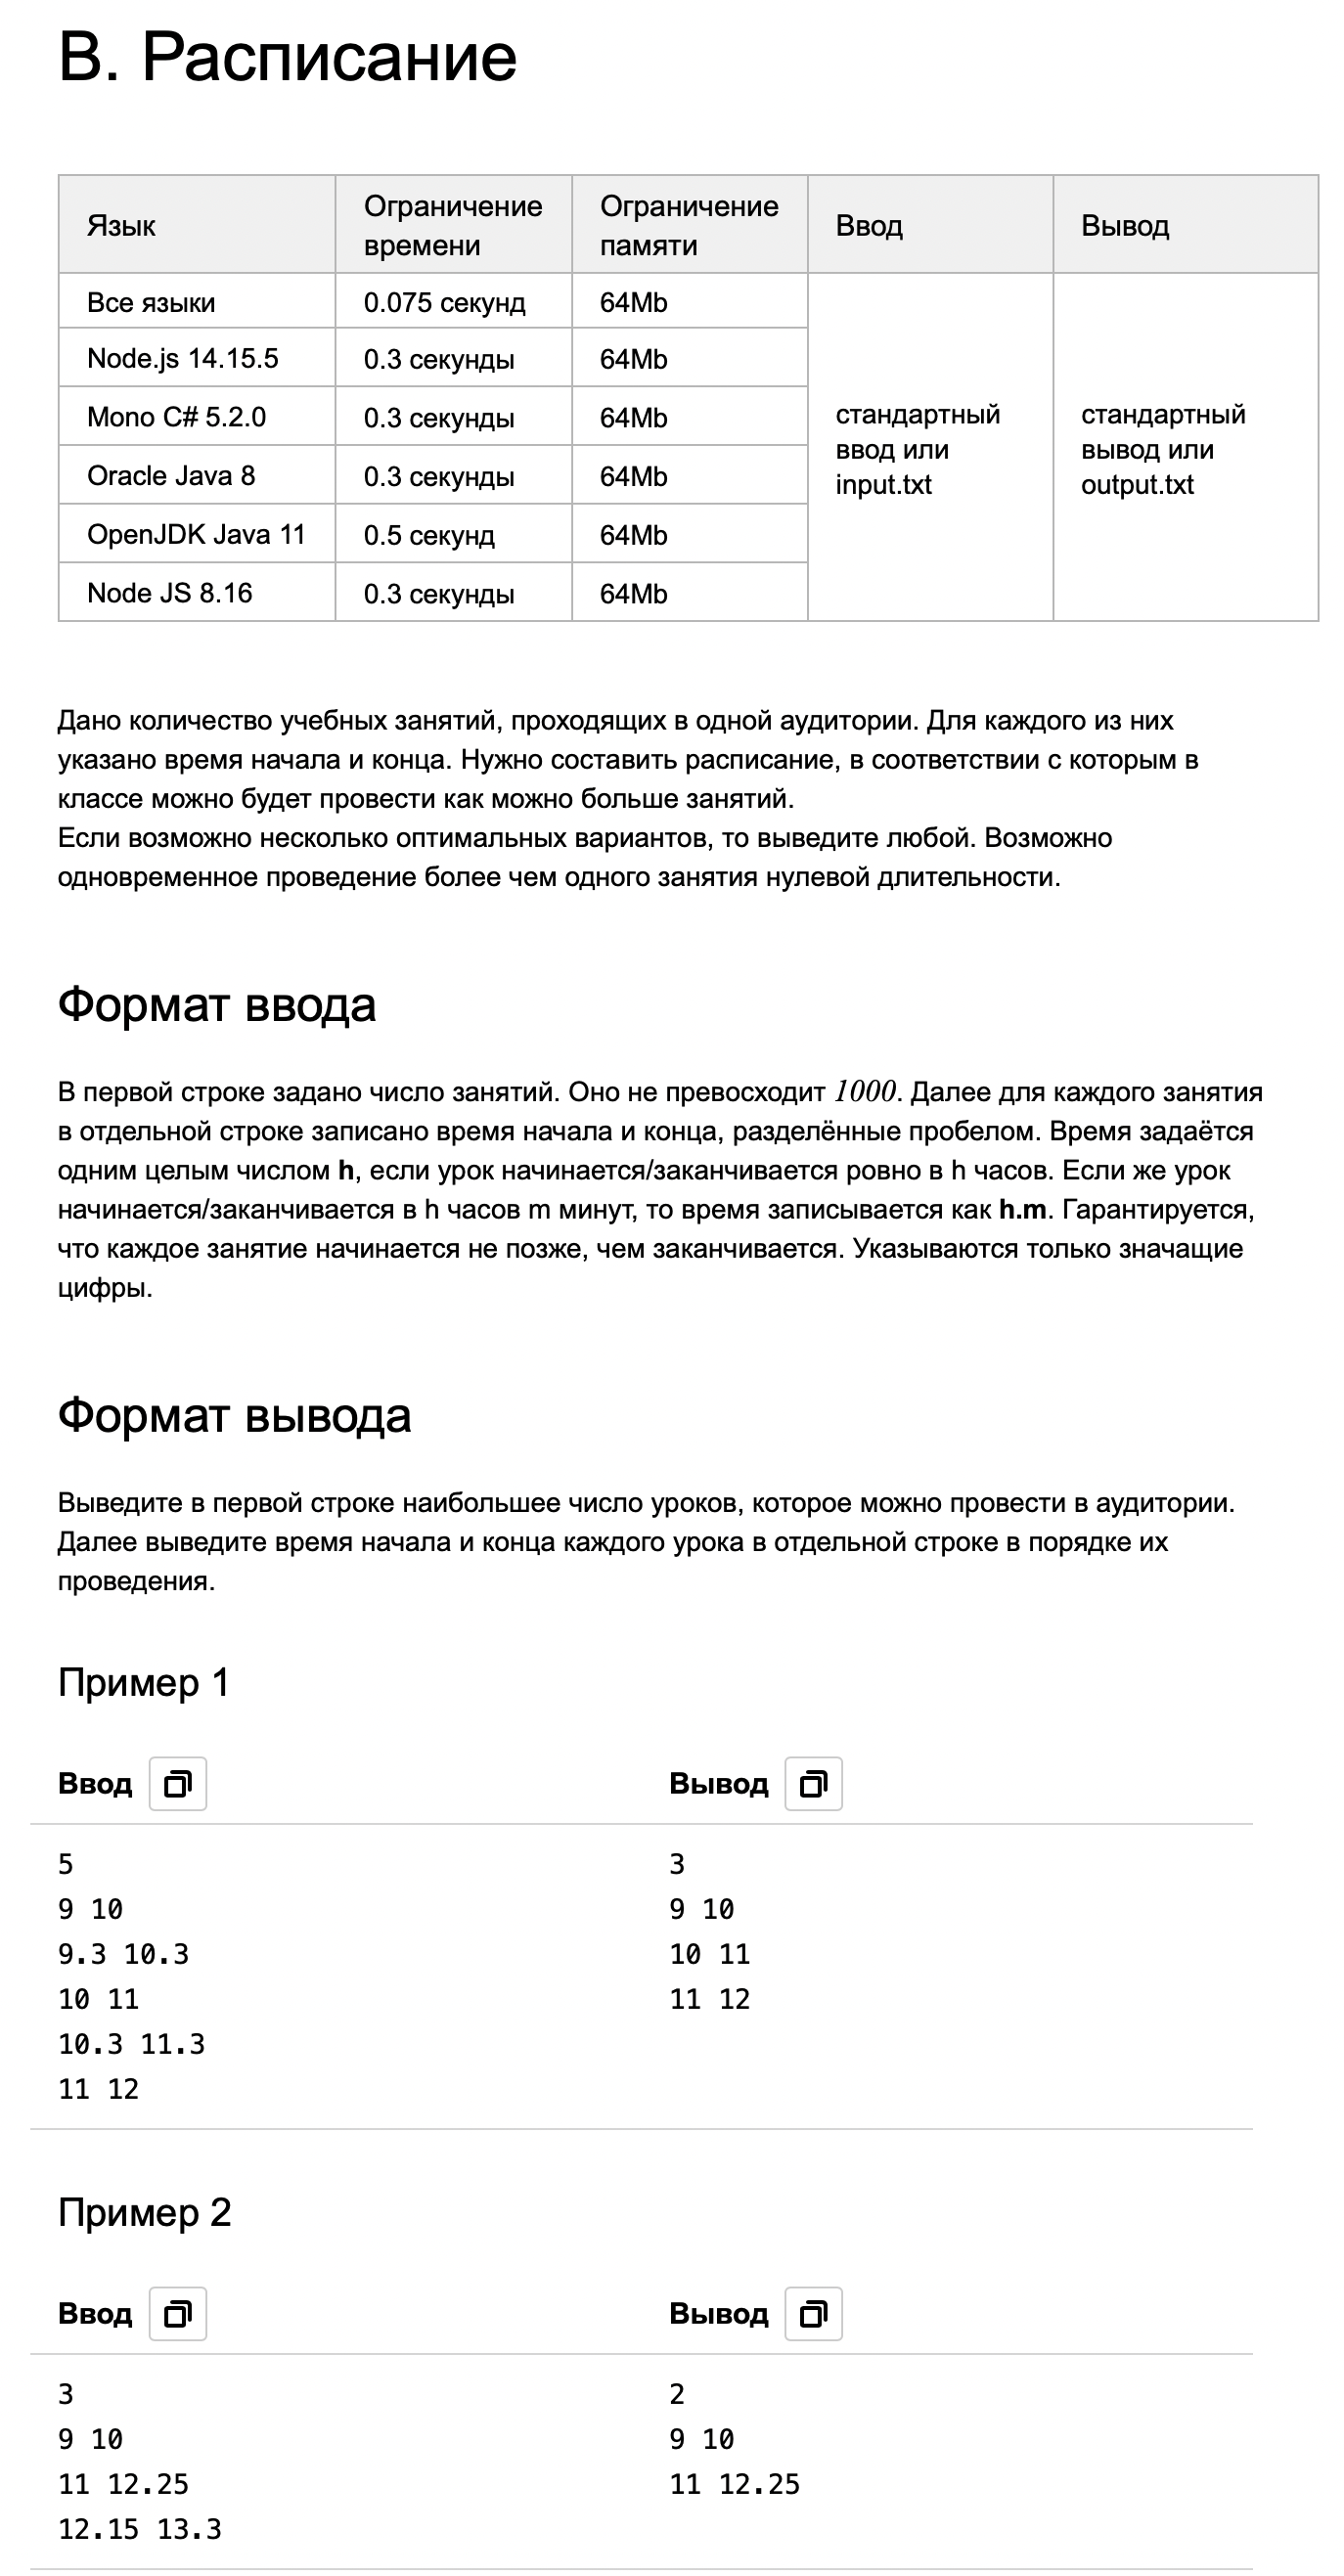 B. Расписание
Язык
Ограничение
времени
Ограничение
памяти
Ввод
Вывод
Все языки
0.075 секунд
64Mb
стандартный
ввод или
input.txt
стандартный
вывод или
output.txt
Node.js 14.15.5
0.3 секунды
64Mb
Mono C# 5.2.0
0.3 секунды
64Mb
Oracle Java 8
0.3 секунды
64Mb
OpenJDK Java 11
0.5 секунд
64Mb
Node JS 8.16
0.3 секунды
64Mb
Дано количество учебных занятий, проходящих в одной аудитории. Для каждого из них
указано время начала и конца. Нужно составить расписание, в соответствии с которым в
классе можно будет провести как можно больше занятий.
Если возможно несколько оптимальных вариантов, то выведите любой. Возможно
одновременное проведение более чем одного занятия нулевой длительности.
Формат ввода
В первой строке задано число занятий. Оно не превосходит 1000. Далее для каждого занятия
в отдельной строке записано время начала и конца, разделённые пробелом. Время задаётся
одним целым числом h, если урок начинается/заканчивается ровно в h часов. Если же урок
начинается/заканчивается в h часов m минут, то время записывается как h.m. Гарантируется,
что каждое занятие начинается не позже, чем заканчивается. Указываются только значащие
цифры.
Формат вывода
Выведите в первой строке наибольшее число уроков, которое можно провести в аудитории.
Далее выведите время начала и конца каждого урока в отдельной строке в порядке их
проведения.
Пример 1
Ввод
Вывод
5
9 10
9.3 10.3
10 11
10.3 11.3
11 12
3
9 10
10 11
11 12
Пример 2
Ввод
Вывод
3
9 10
11 12.25
12.15 13.3
2
9 10
11 12.25